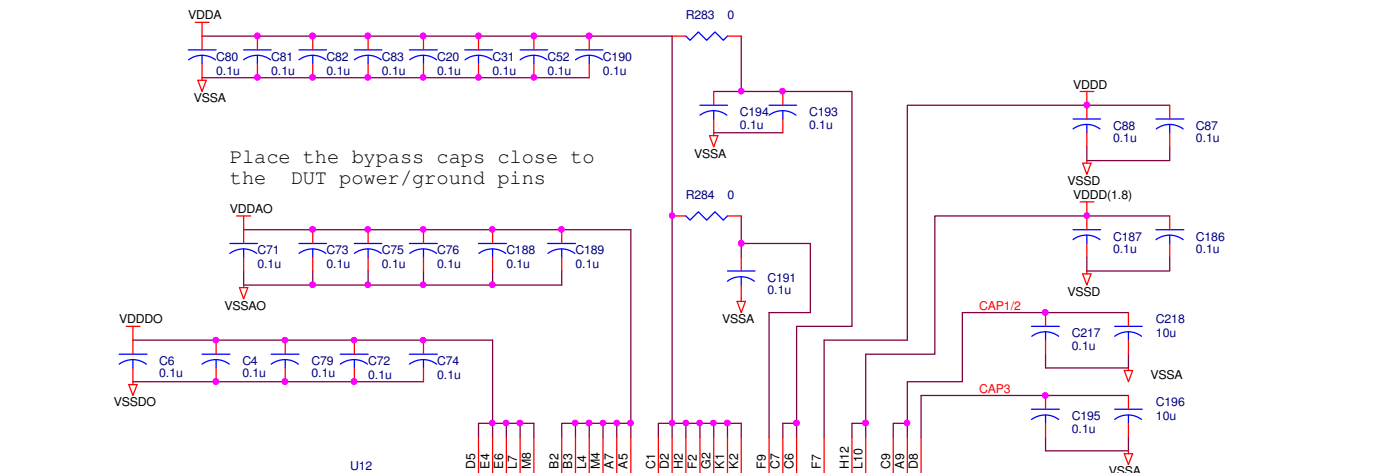 VDDA
R283 0
C80 C81 C82 C83 C20 C31 C52 C190
0.1u 0.1u 0.1u 0.1u 0.1u 0.1u 0.1u 0.1u
VSSA
C194 C193
0.1u 0.1u
VSSA
VDDD
C88 C87
0.1u 0.1u
VSSD
Place the bypass caps close to
the DUT power/ground pins
R284 0
VDDD(1.8)
C187 C186
0.1u 0.1u
VSSD
VDDAO
C71 C73 C75 C76 C188 C189
0.1u 0.1u 0.1u 0.1u 0.1u 0.1u
VSSAO
C191
0.1u
VSSA
CAP1/2
C217 C218
0.1u 10u
VSSA
VDDDO
C6 C4 C79 C72 C74
0.1u 0.1u 0.1u 0.1u 0.1u
VSSDO
CAP3
C195 C196
0.1u 10u
VSSA
U12
D5 E4 E6 L7 M8 B2 B3 L4 M4 A7 A5 C1 D2 H2 F2 G2 K1 K2 F9 C7 C6 F7 H12 L10 C9 A9 D8